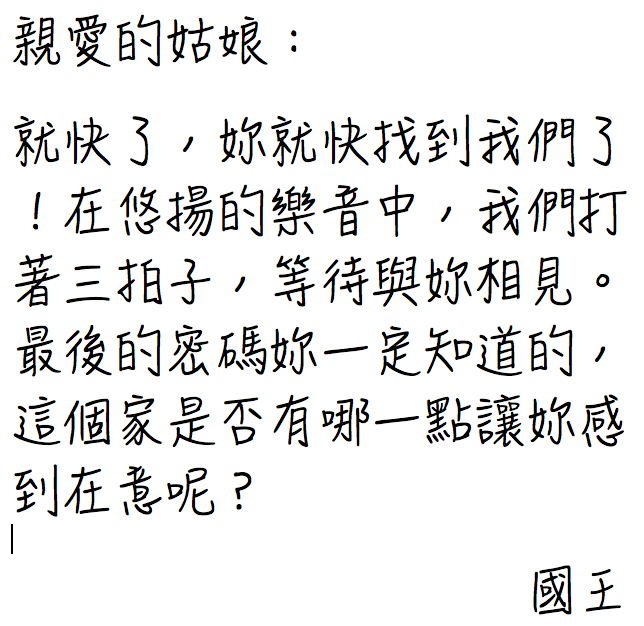 親愛的姑娘：
就快了，妳就快找到我們了
！在悠揚的樂音中，我們打
著三拍子，等待與妳相見。
最後的密碼妳一定知道的，
這個家是否有哪一點讓妳感
到在意呢？
國王